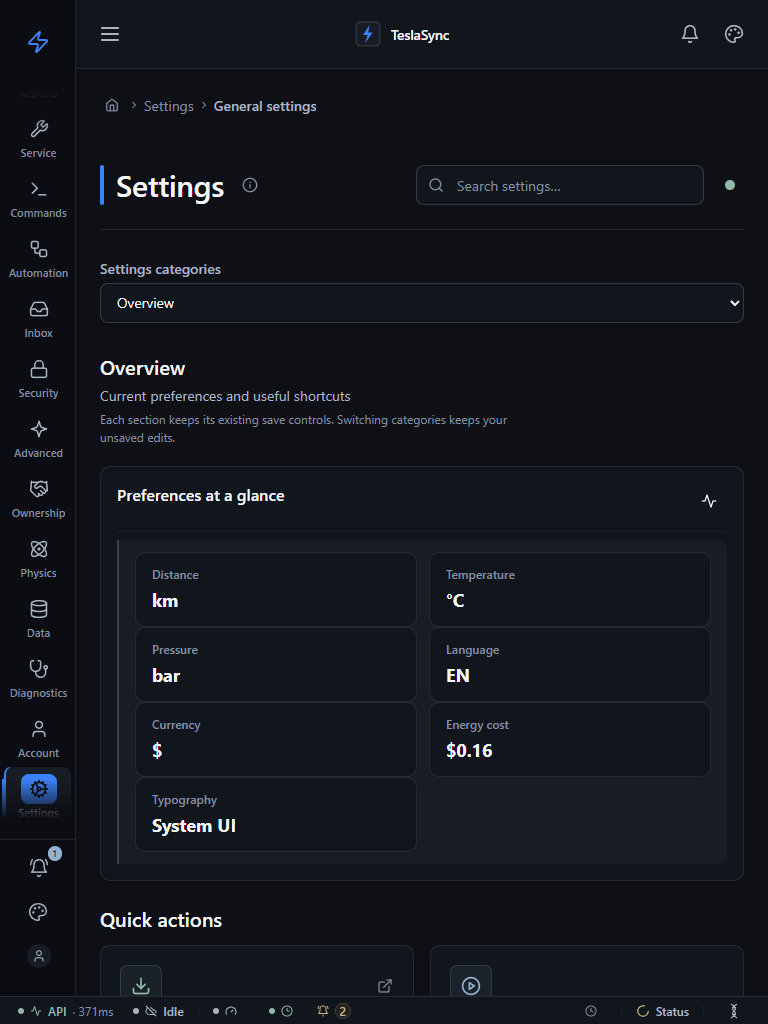 TeslaSync
Reports
Service
Commands
Automation
Inbox
Security
Advanced
Ownership
Physics
Data
Diagnostics
Account
Settings
1
Settings
General settings
Settings
Search settings...
Settings categories
Overview
Overview
Current preferences and useful shortcuts
Each section keeps its existing save controls. Switching categories keeps your
unsaved edits.
Preferences at a glance
Distance
km
Temperature
°C
Pressure
bar
Language
EN
Currency
$
Energy cost
$0.16
Typography
System UI
Quick actions
API · 371ms
Idle
2
Status